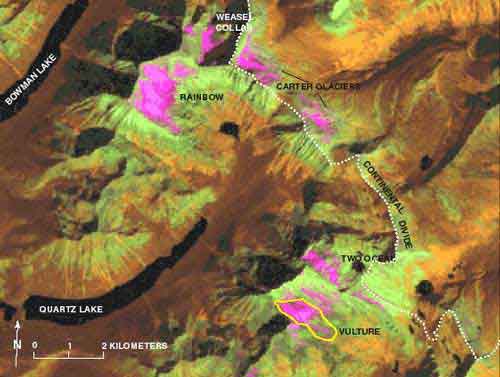 WEASEL
COLLAR
BOWMAN LAKE
CARTER GLACIERS
RAINBOW
CONTINENTAL DIVIDE
TWO OCEAN
QUARTZ LAKE
VULTURE
N
0 1 2 KILOMETERS